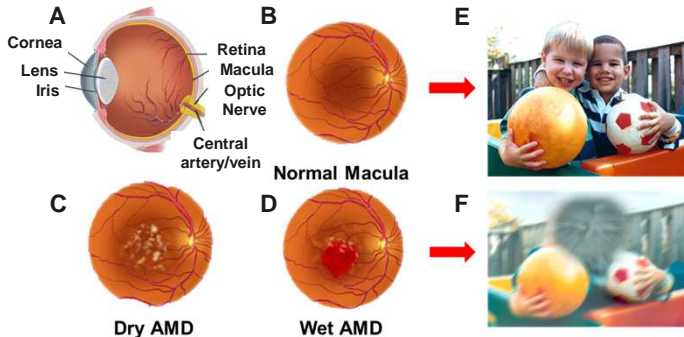 A
Cornea
Lens
Iris
Retina
Macula
Optic
Nerve
Central
artery/vein
B
Normal Macula
E
C
Dry AMD
D
Wet AMD
F